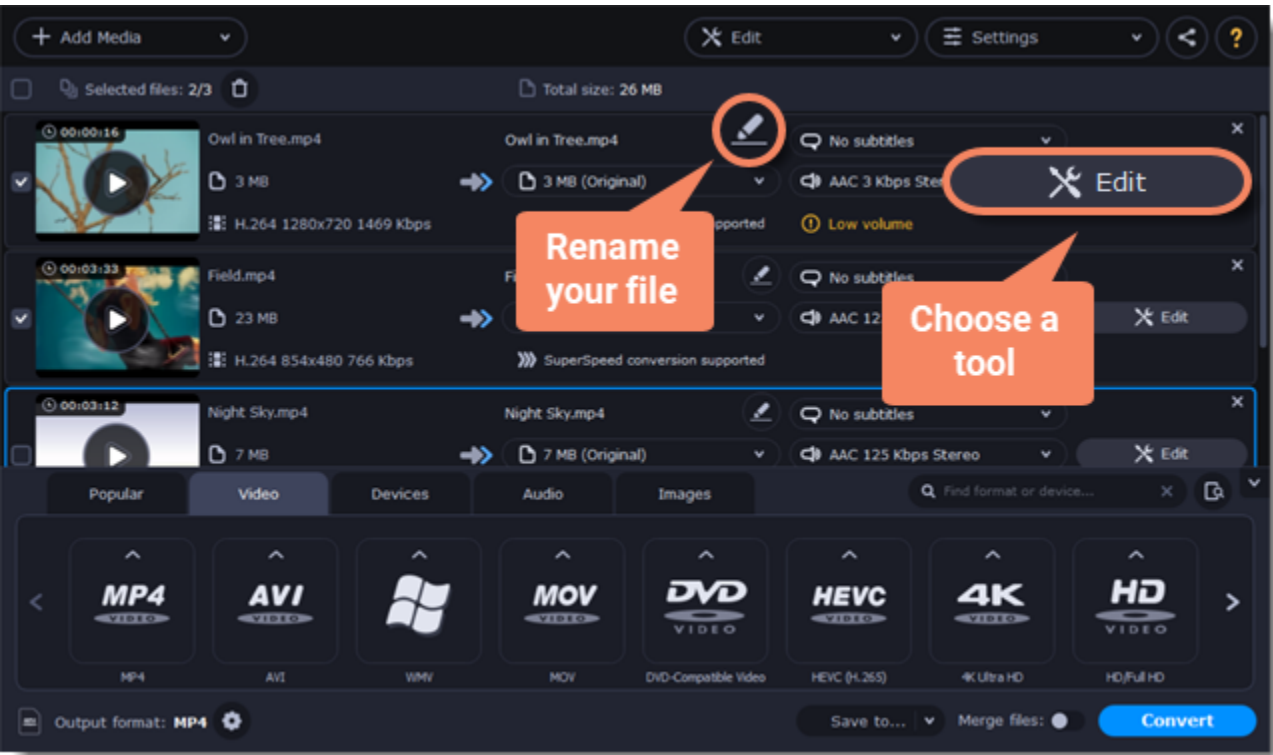 Add Media
Edit
Settings
?
Selected files: 2/3
Total size: 26 MB
00:00:16
Owl in Tree.mp4
Owl in Tree.mp4
No subtitles
3 MB
3 MB (Original)
AAC 3 Kbps Ste
Edit
H.264 1280x720 1469 Kbps
pported
Low volume
Rename
your file
00:03:33
Field.mp4
Fi
No subtitles
23 MB
AAC 12
Edit
Choose a
tool
H.264 854x480 766 Kbps
SuperSpeed conversion supported
00:03:12
Night Sky.mp4
Night Sky.mp4
No subtitles
7 MB
7 MB (Original)
AAC 125 Kbps Stereo
Edit
Popular
Video
Devices
Audio
Images
Find format or device...
MP4
VIDEO
AVI
VIDEO
MOV
VIDEO
DVD
VIDEO
HEVC
VIDEO
4K
VIDEO
HD
VIDEO
MP4
AVI
WMV
MOV
DVD-Compatible Video
HEVC (H.265)
4K Ultra HD
HD/Full HD
Output format: MP4
Save to...
Merge files:
Convert